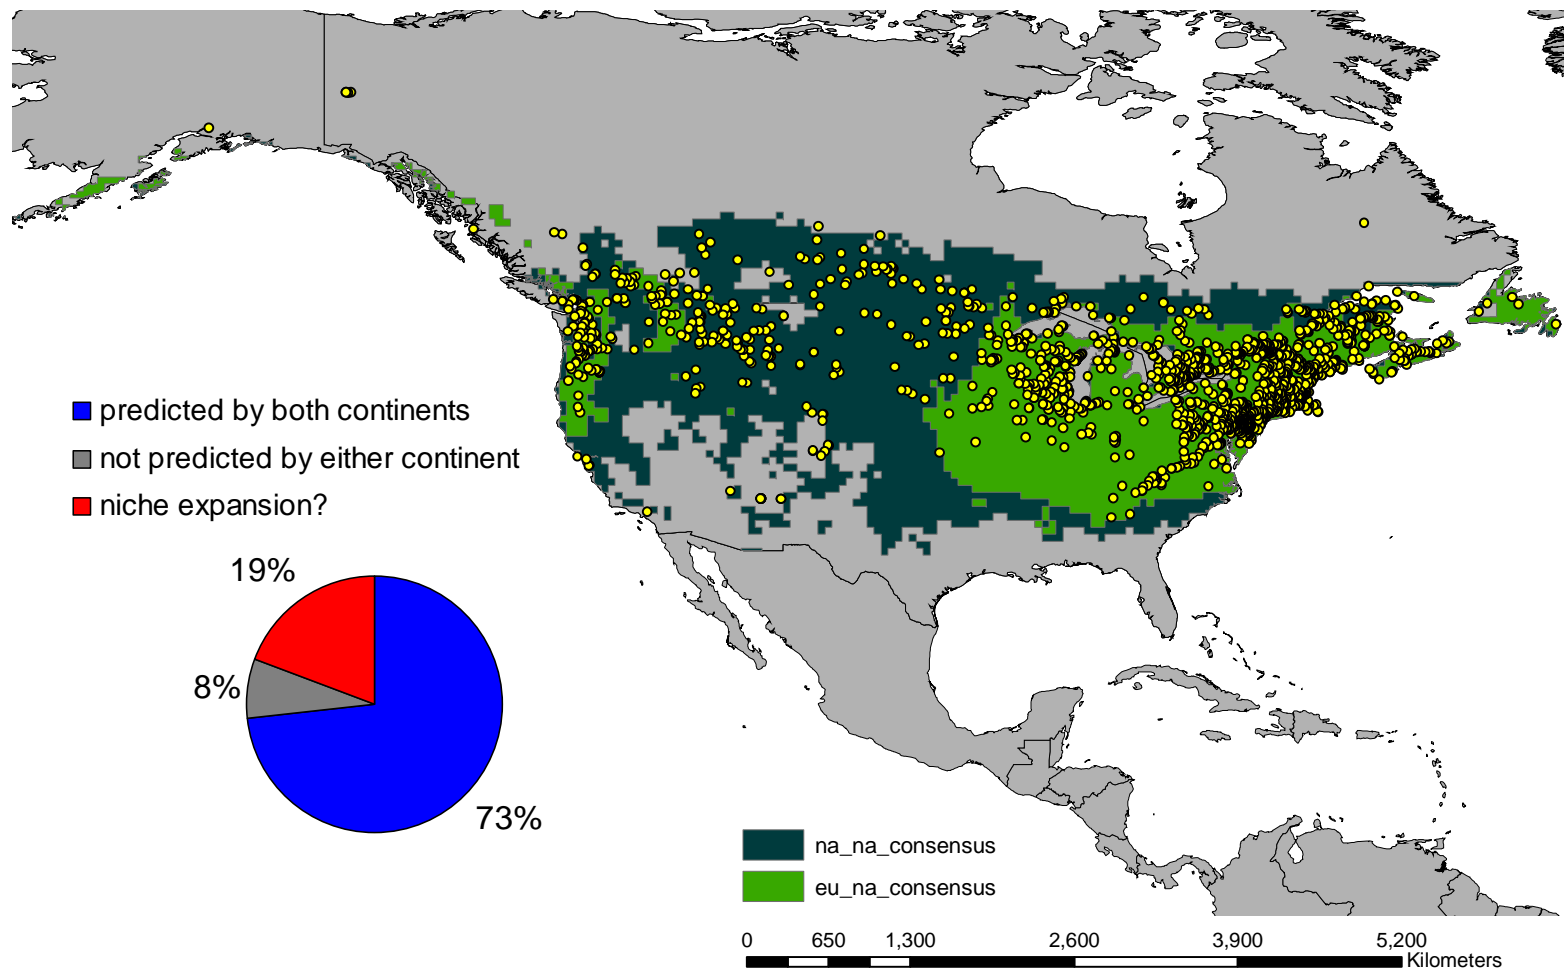 predicted by both continents
not predicted by either continent
niche expansion?
19%
8%
73%
na_na_consensus
eu_na_consensus
0 650 1,300 2,600 3,900 5,200
Kilometers